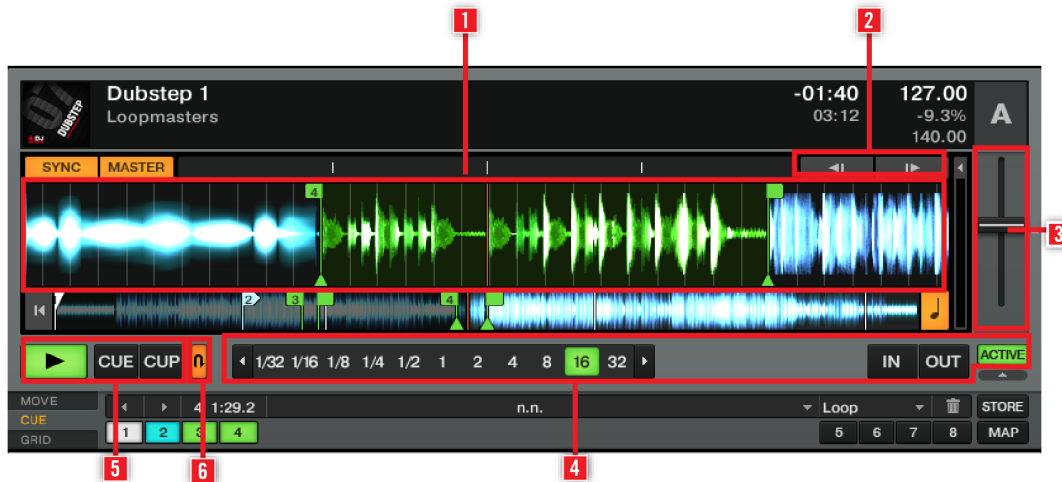 1
2
Dubstep 1
Loopmasters
-01:40
03:12
127.00
-9.3%
140.00
A
DUBSTEP
SYNC MASTER
4
3
2 3 4
CUE CUP
1/32 1/16 1/8 1/4 1/2 1 2 4 8 16 32
IN OUT
ACTIVE
MOVE
CUE
GRID
4 1:29.2
n.n.
Loop
STORE
1 2 3 4
5 6 7 8
MAP
5
6
4